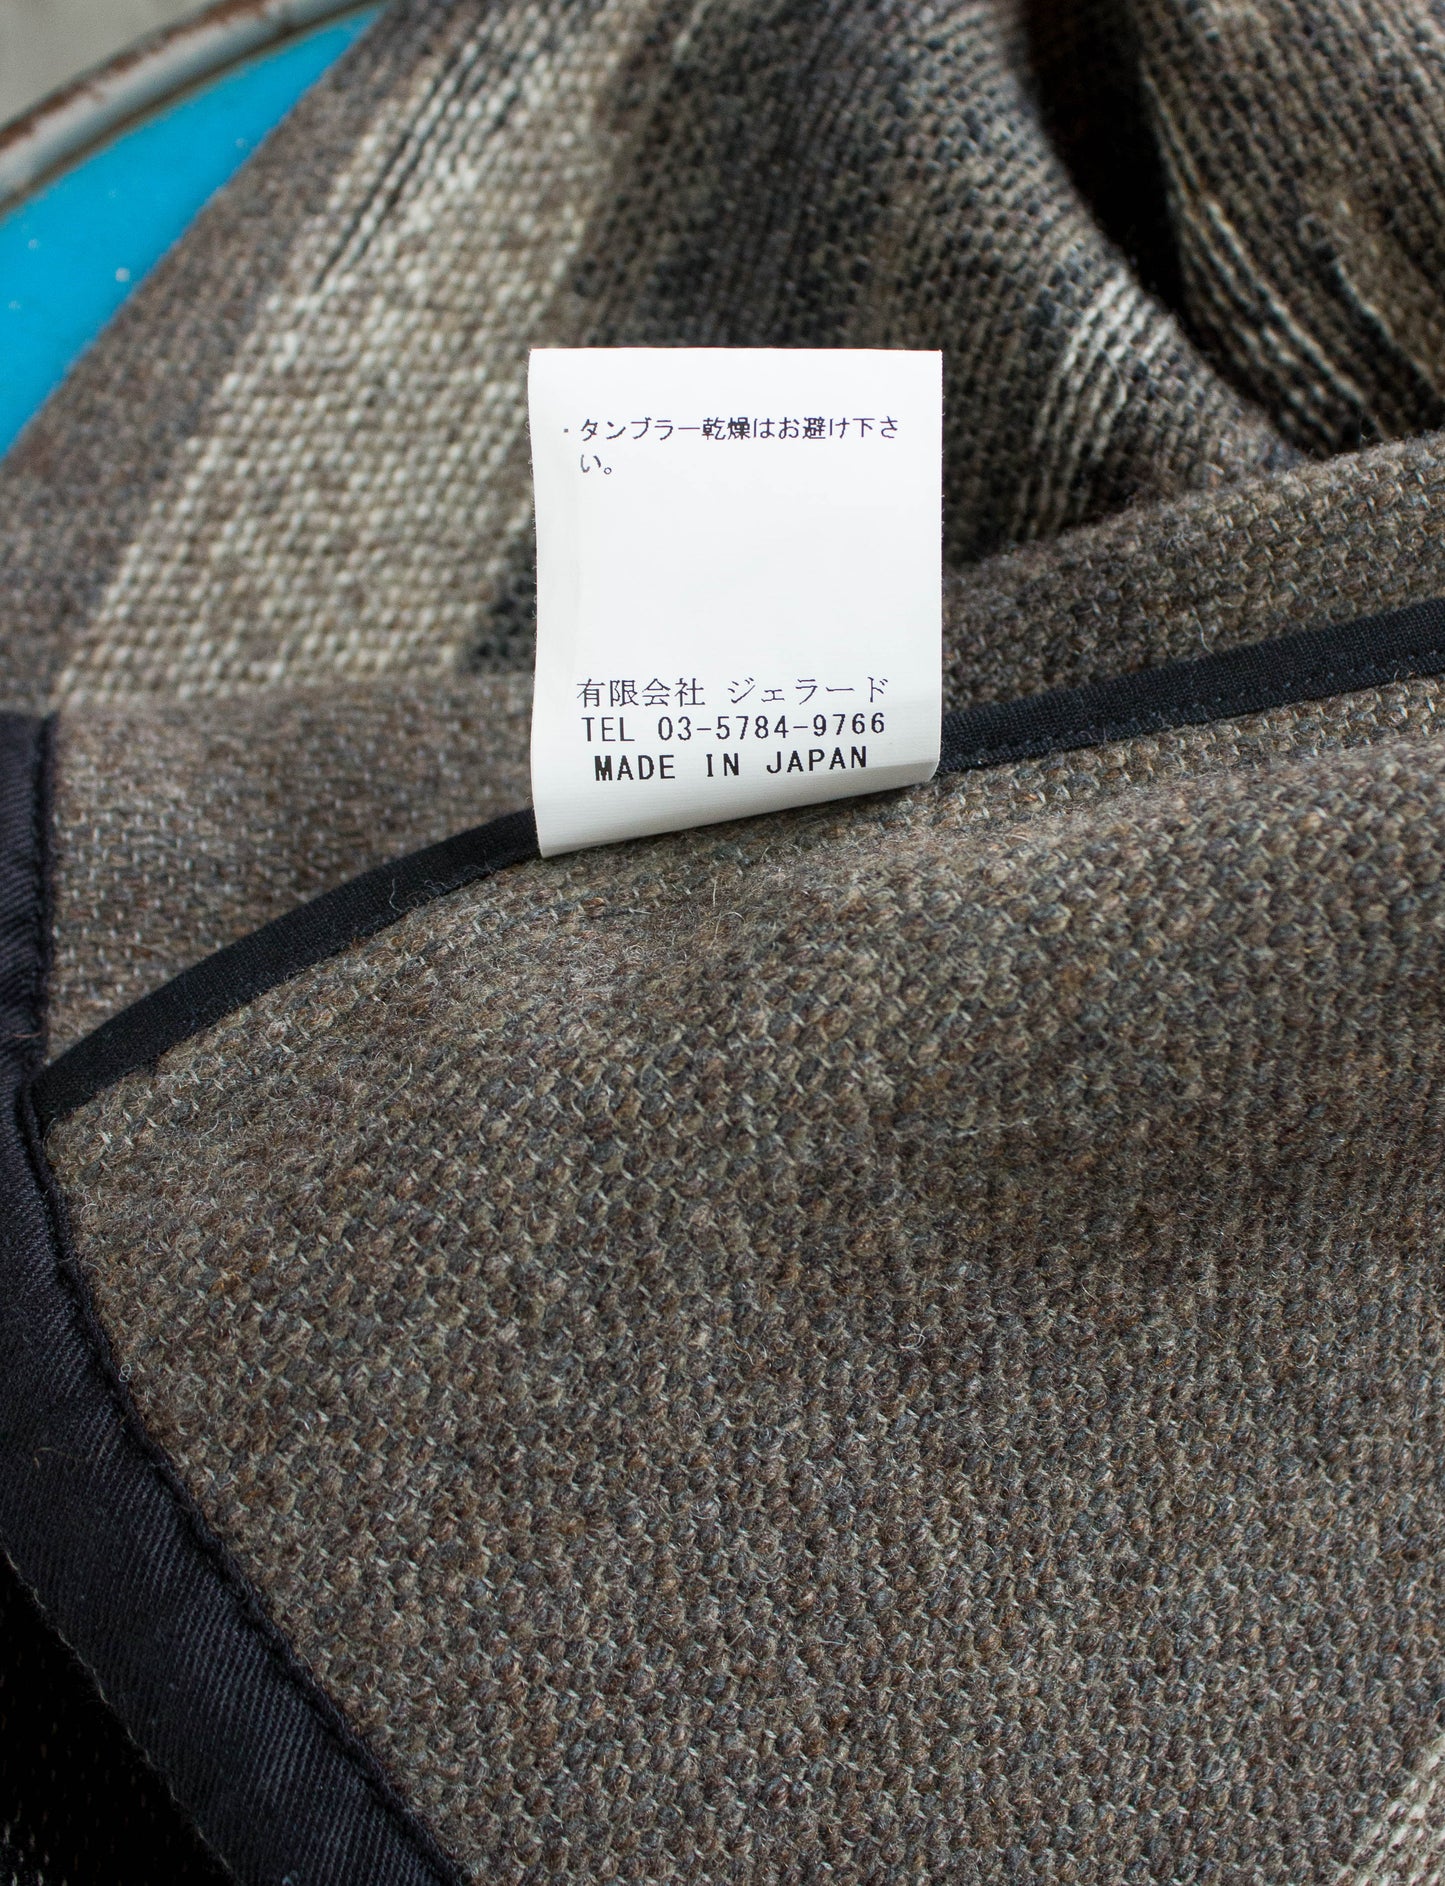 ・タンブラー乾燥はお避け下さ
い。
有限会社 ジェラード
TEL 03-5784-9766
MADE IN JAPAN